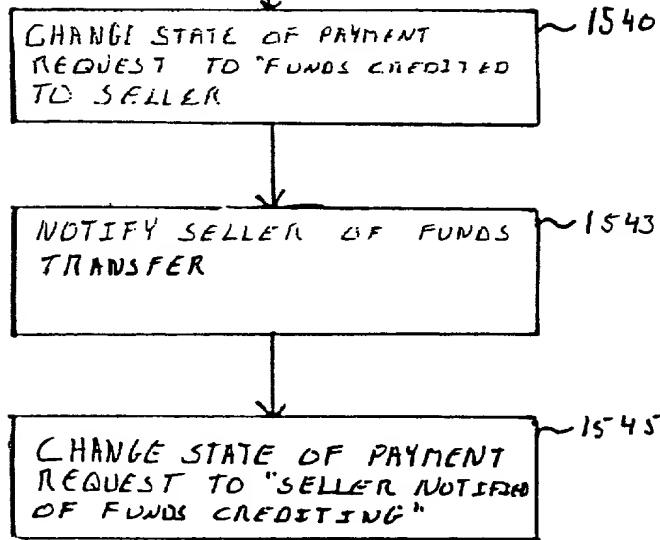 CHANGE STATE OF PAYMENT
REQUEST TO "FUNDS CREDITED
TO SELLER
1540
NOTIFY SELLER OF FUNDS
TRANSFER
1543
CHANGE STATE OF PAYMENT
REQUEST TO "SELLER NOTIFIED
OF FUNDS CREDITING"
1545